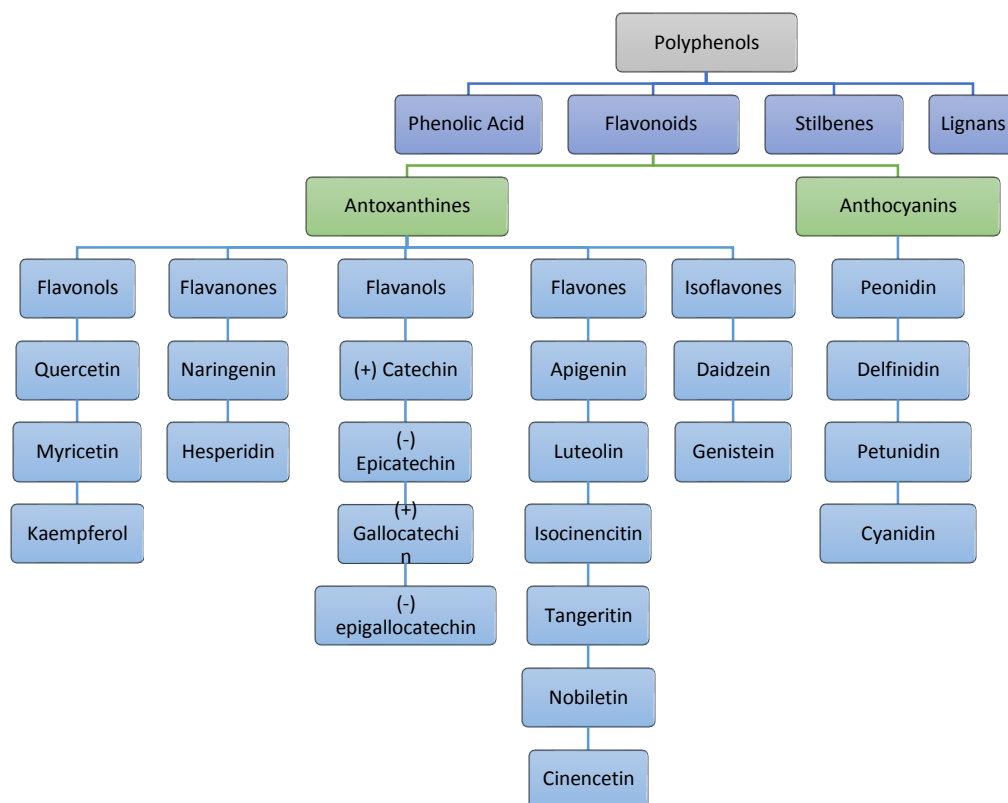 Polyphenols
Phenolic Acid
Flavonoids
Stilbenes
Lignans
Antoxanthines
Anthocyanins
Flavonols
Flavanones
Flavanols
Flavones
Isoflavones
Peonidin
Quercetin
Naringenin
(+) Catechin
Apigenin
Daidzein
Delfinidin
Myricetin
Hesperidin
(-)
Epicatechin
Luteolin
Genistein
Petunidin
Kaempferol
(+)
Gallocatechi
n
Isocinencitin
Cyanidin
(-)
epigallocatechin
Tangeritin
Nobiletin
Cinencetin